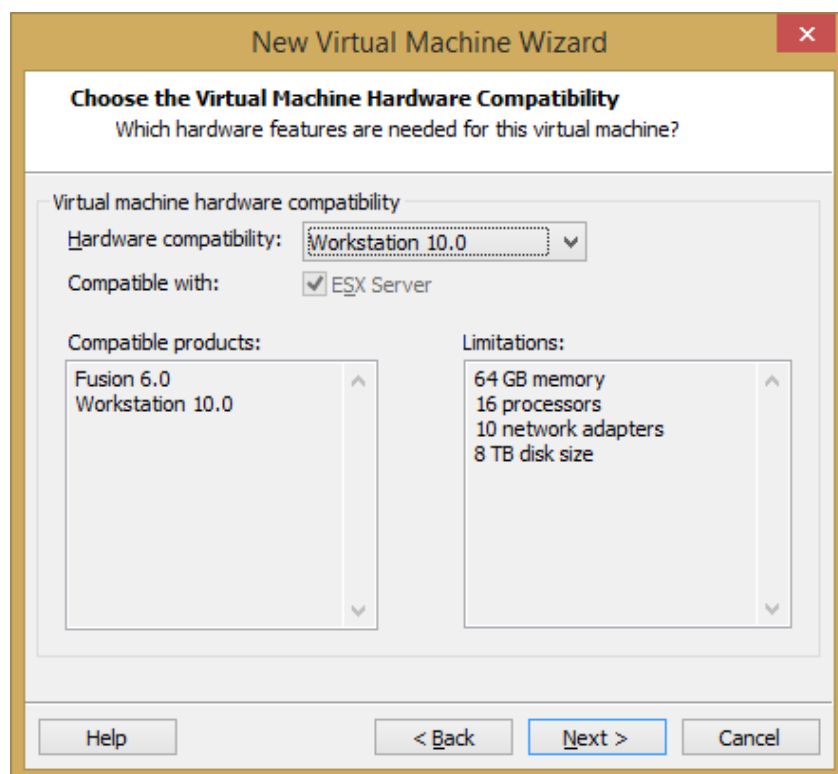 New Virtual Machine Wizard
Choose the Virtual Machine Hardware Compatibility
Which hardware features are needed for this virtual machine?
Virtual machine hardware compatibility
Hardware compatibility: Workstation 10.0
Compatible with: ESX Server
Compatible products:
Fusion 6.0
Workstation 10.0
Limitations:
64 GB memory
16 processors
10 network adapters
8 TB disk size
Help < Back Next > Cancel